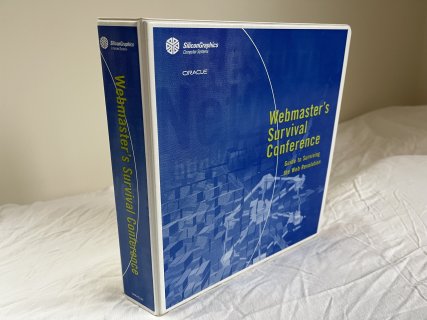 SiliconGraphics
Computer Systems
Webmaster's Survival Conference
SiliconGraphics
Computer Systems
ORACLE
Webmaster's
Survival
Conference
Guide to Surviving
the Web Revolution